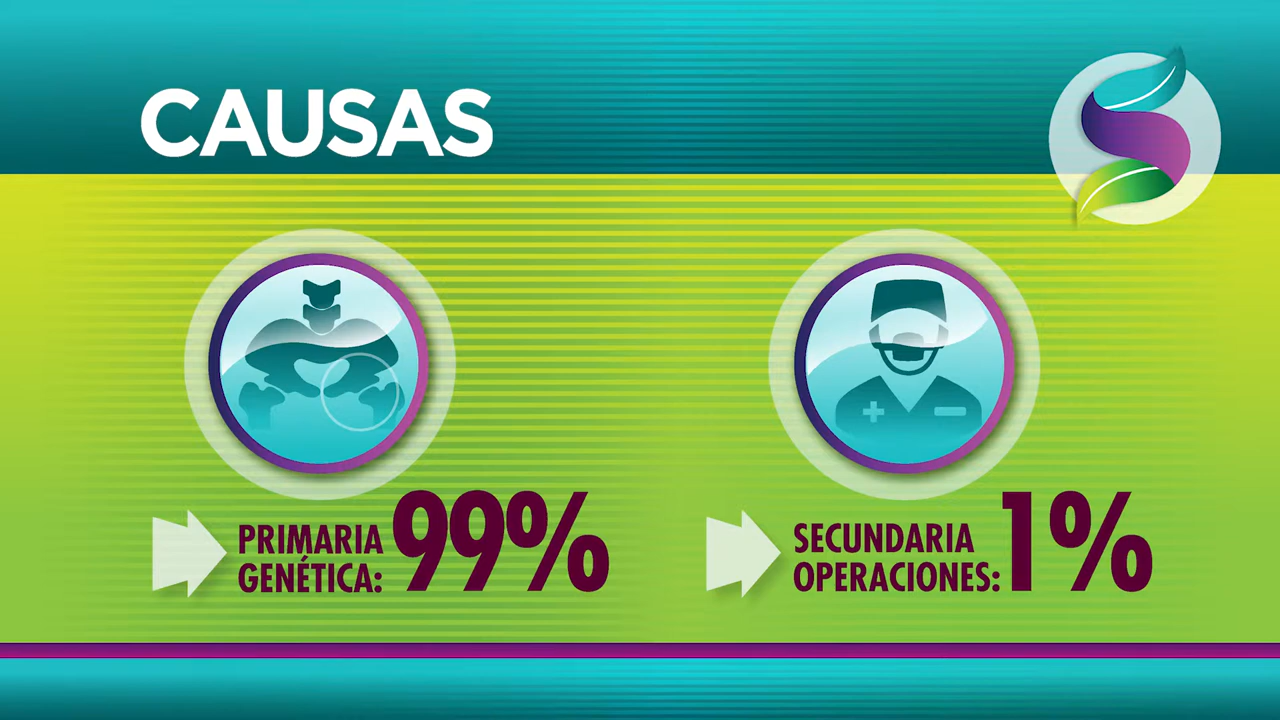 CAUSAS
PRIMARIA
GENÉTICA: 99%
SECUNDARIA
OPERACIONES: 1%